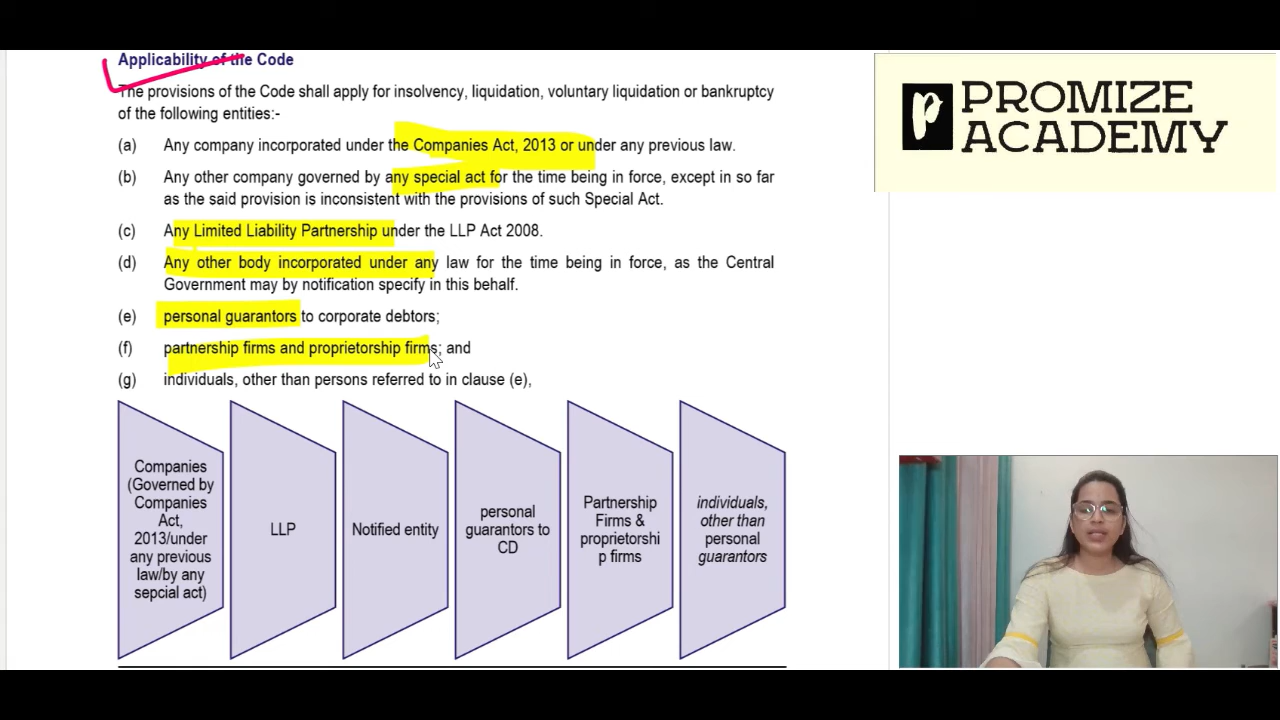 Applicability of the Code
The provisions of the Code shall apply for insolvency, liquidation, voluntary liquidation or bankruptcy
of the following entities:-
(a) Any company incorporated under the Companies Act, 2013 or under any previous law.
(b) Any other company governed by any special act for the time being in force, except in so far
as the said provision is inconsistent with the provisions of such Special Act.
(c) Any Limited Liability Partnership under the LLP Act 2008.
(d) Any other body incorporated under any law for the time being in force, as the Central
Government may by notification specify in this behalf.
(e) personal guarantors to corporate debtors;
(f) partnership firms and proprietorship firms; and
(g) individuals, other than persons referred to in clause (e),
Companies
(Governed by
Companies
Act,
2013/under
any previous
law/by any
sepcial act)
LLP
Notified entity
personal
guarantors to
CD
Partnership
Firms &
proprietorshi
p firms
individuals,
other than
personal
guarantors
p
PROMIZE
ACADEMY